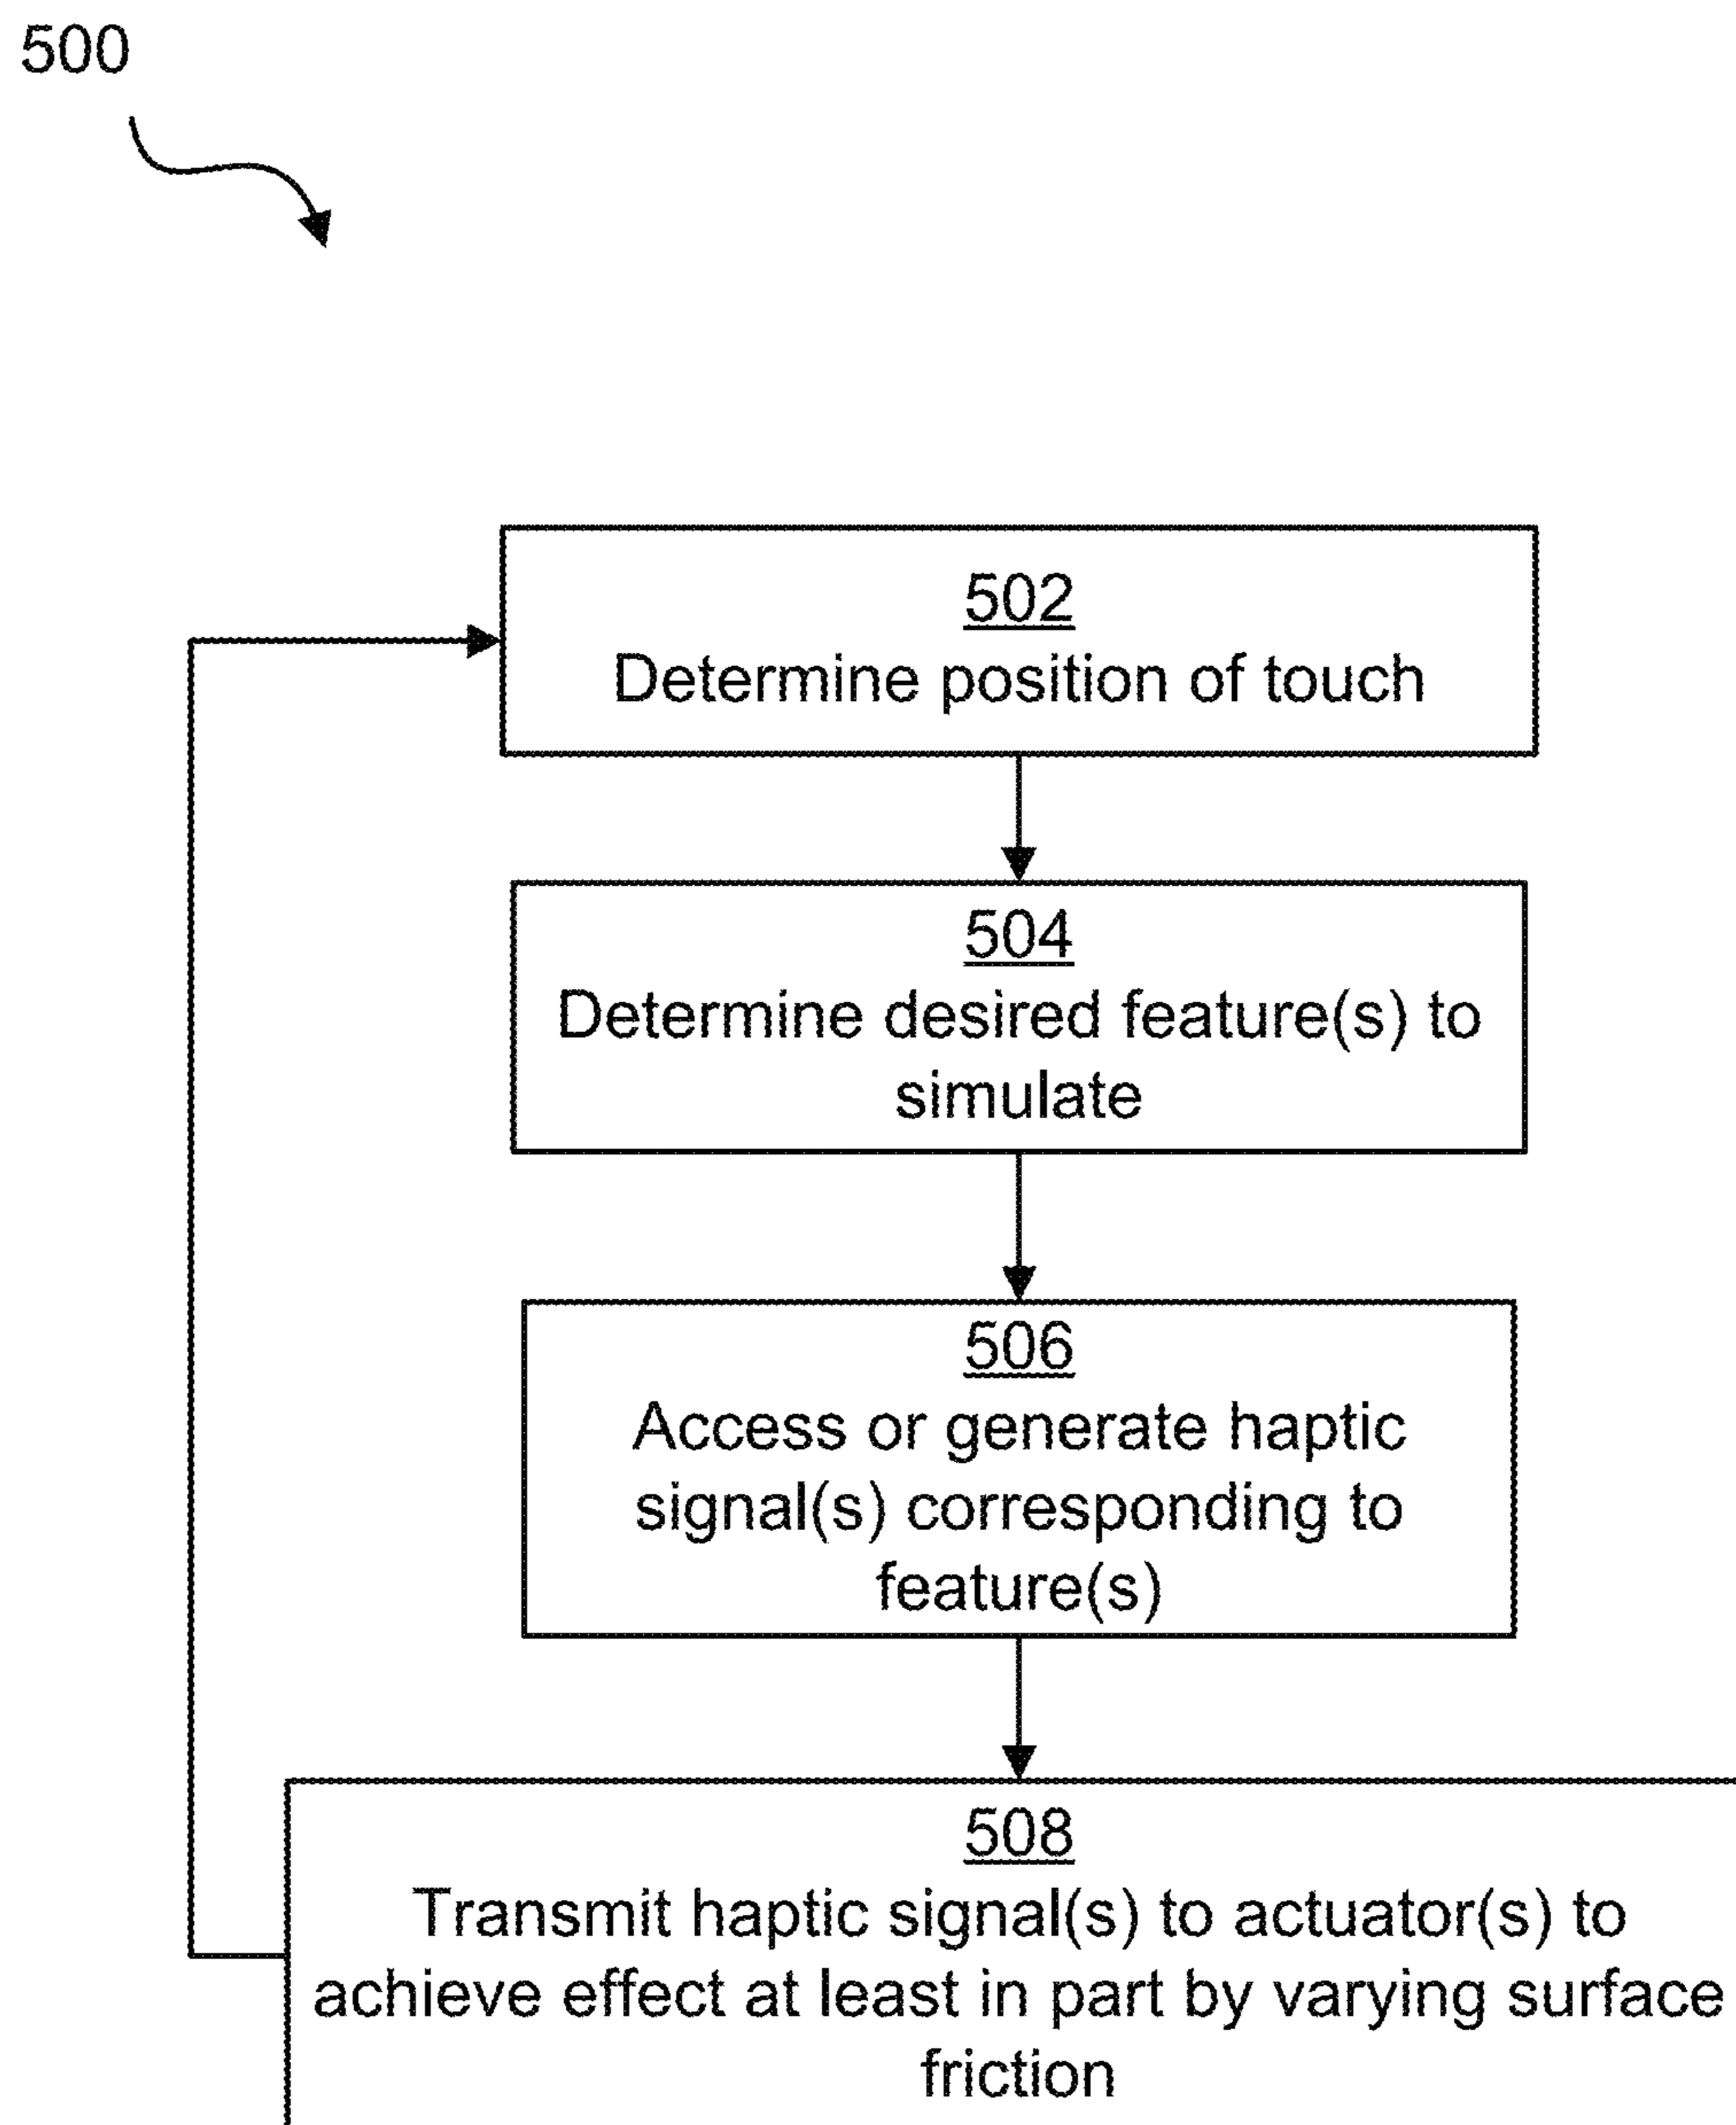 500
502
Determine position of touch
504
Determine desired feature(s) to
simulate
506
Access or generate haptic
signal(s) corresponding to
feature(s)
508
Transmit haptic signal(s) to actuator(s) to
achieve effect at least in part by varying surface
friction